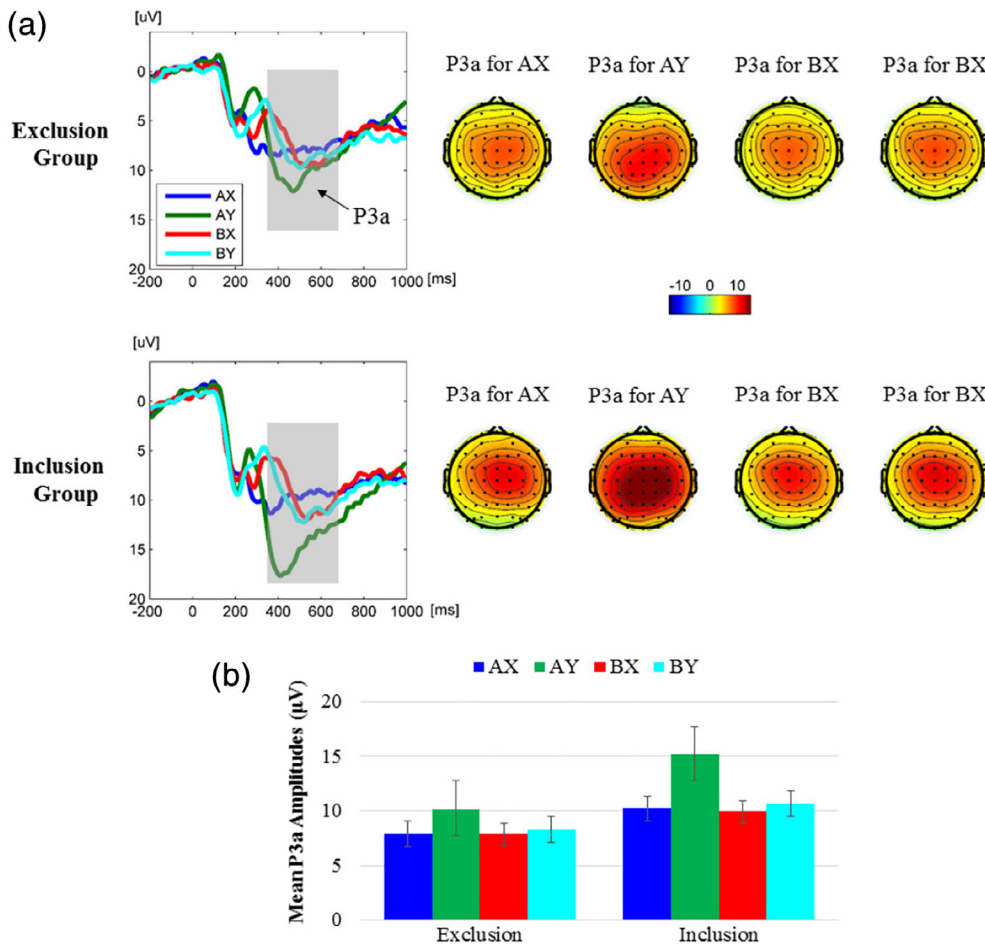 (a)
[uV]
0
5
10
15
20
-200 0 200 400 600 800 1000 [ms]
AX
AY
BX
BY
P3a
Exclusion
Group
P3a for AX P3a for AY P3a for BX P3a for BX
-10 0 10
[uV]
0
5
10
15
20
-200 0 200 400 600 800 1000 [ms]
Inclusion
Group
P3a for AX P3a for AY P3a for BX P3a for BX
(b)
AX AY BX BY
Mean P3a Amplitudes (µV)
20
15
10
5
0
Exclusion Inclusion